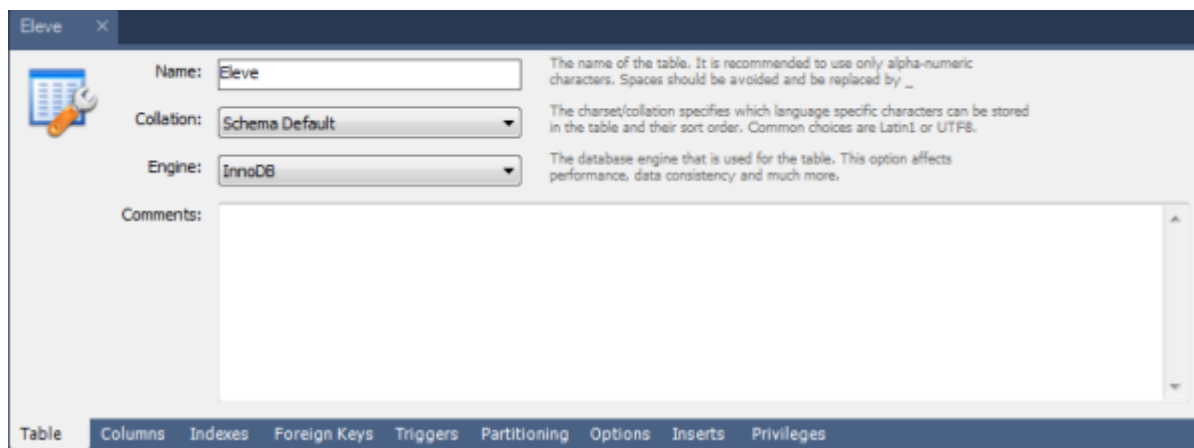 Eleve
Name: Eleve
The name of the table. It is recommended to use only alpha-numeric
characters. Spaces should be avoided and be replaced by _
Collation: Schema Default
The charset/collation specifies which language specific characters can be stored
in the table and their sort order. Common choices are Latin1 or UTF8.
Engine: InnoDB
The database engine that is used for the table. This option affects
performance, data consistency and much more.
Comments:
Table Columns Indexes Foreign Keys Triggers Partitioning Options Inserts Privileges